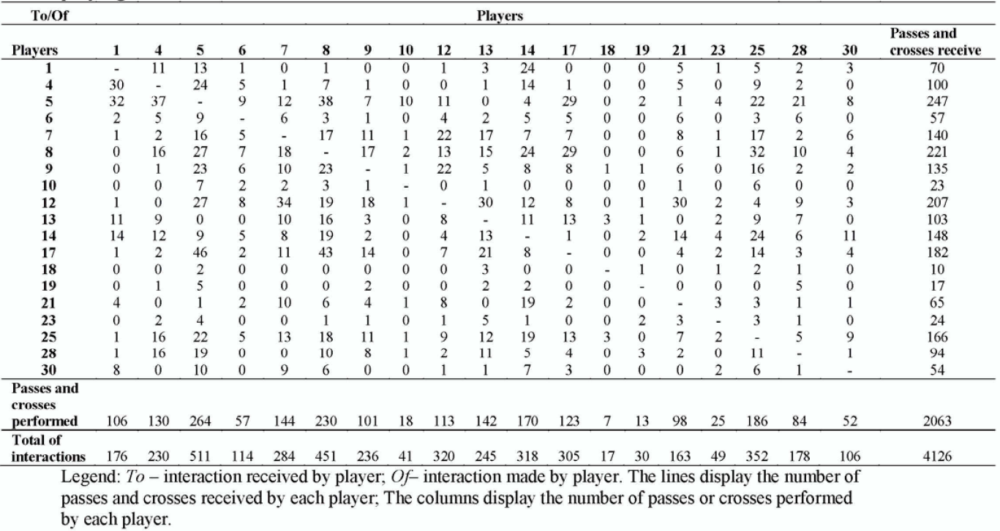 To/Of Players
Passes and
Players 1 4 5 6 7 8 9 10 12 13 14 17 18 19 21 23 25 28 30 crosses receive
1 - 11 13 1 0 1 0 0 1 3 24 0 0 0 5 1 5 2 3 70
4 30 - 24 5 1 7 1 0 0 1 14 1 0 0 5 0 9 2 0 100
5 32 37 - 9 12 38 7 10 11 0 4 29 0 2 1 4 22 21 8 247
6 2 5 9 - 6 3 1 0 4 2 5 5 0 0 6 0 3 6 0 57
7 1 2 16 5 - 17 11 1 22 17 7 7 0 0 8 1 17 2 6 140
8 0 16 27 7 18 - 17 2 13 15 24 29 0 0 6 1 32 10 4 221
9 0 1 23 6 10 23 - 1 22 5 8 8 1 1 6 0 16 2 2 135
10 0 0 7 2 2 3 1 - 0 1 0 0 0 0 1 0 6 0 0 23
12 1 0 27 8 34 19 18 1 - 30 12 8 0 1 30 2 4 9 3 207
13 11 9 0 0 10 16 3 0 8 - 11 13 3 1 0 2 9 7 0 103
14 14 12 9 5 8 19 2 0 4 13 - 1 0 2 14 4 24 6 11 148
17 1 2 46 2 11 43 14 0 7 21 8 - 0 0 4 2 14 3 4 182
18 0 0 2 0 0 0 0 0 0 3 0 0 - 1 0 1 2 1 0 10
19 0 1 5 0 0 0 2 0 0 2 2 0 0 - 0 0 0 5 0 17
21 4 0 1 2 10 6 4 1 8 0 19 2 0 0 - 3 3 1 1 65
23 0 2 4 0 0 1 1 0 1 5 1 0 0 2 3 - 3 1 0 24
25 1 16 22 5 13 18 11 1 9 12 19 13 3 0 7 2 - 5 9 166
28 1 16 19 0 0 10 8 1 2 11 5 4 0 3 2 0 11 - 1 94
30 8 0 10 0 9 6 0 0 1 1 7 3 0 0 0 2 6 1 - 54
Passes and
crosses
performed 106 130 264 57 144 230 101 18 113 142 170 123 7 13 98 25 186 84 52 2063
Total of
interactions 176 230 511 114 284 451 236 41 320 245 318 305 17 30 163 49 352 178 106 4126
Legend: To – interaction received by player; Of– interaction made by player. The lines display the number of
passes and crosses received by each player; The columns display the number of passes or crosses performed
by each player.